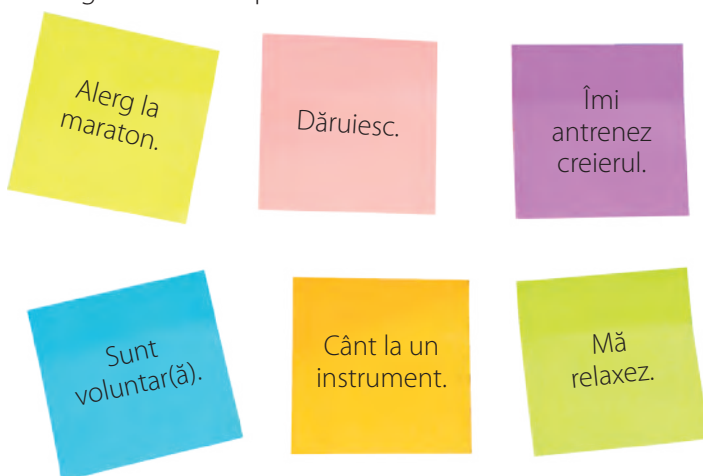 Alerg la
maraton.
Dăruiesc.
Îmi
antrenez
creierul.
Sunt
voluntar(ă).
Cânt la un
instrument.
Mă
relaxez.